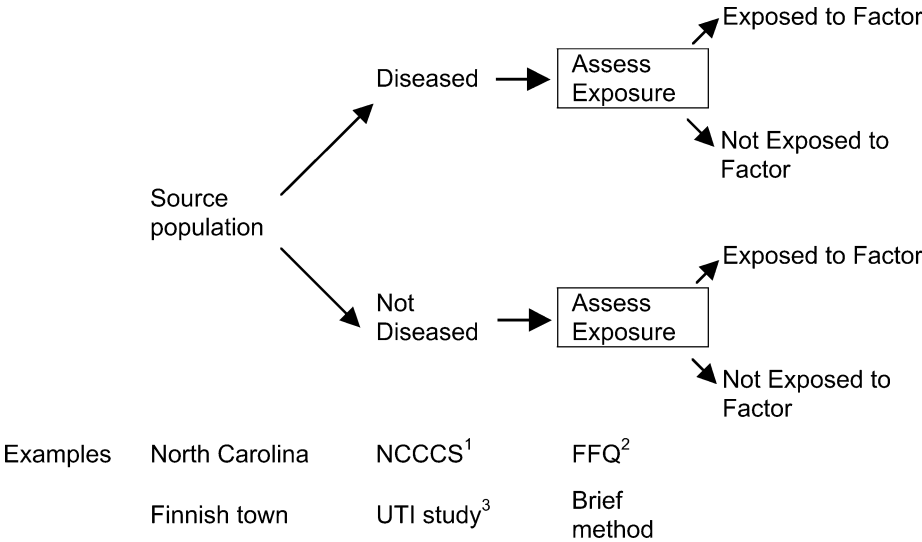 Exposed to Factor
Diseased
Assess
Exposure
Not Exposed to
Factor
Source
population
Exposed to Factor
Not
Diseased
Assess
Exposure
Not Exposed to
Factor
Examples North Carolina NCCCS¹ FFQ²
Finnish town UTI study³ Brief
method